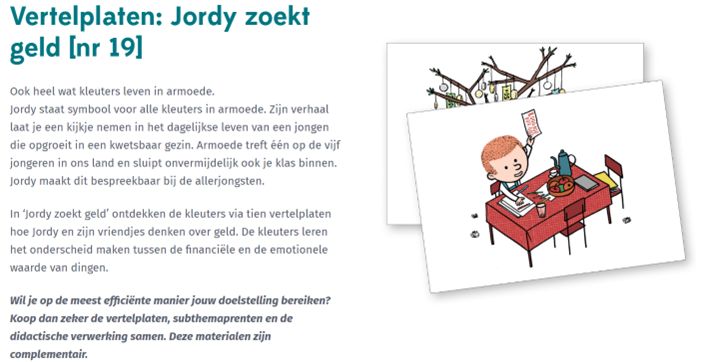 Vertelplaten: Jordy zoekt
geld [nr 19]
Ook heel wat kleuters leven in armoede.
Jordy staat symbool voor alle kleuters in armoede. Zijn verhaal
laat je een kijkje nemen in het dagelijkse leven van een jongen
die opgroeit in een kwetsbaar gezin. Armoede treft één op de vijf
jongeren in ons land en sluipt onvermijdelijk ook je klas binnen.
Jordy maakt dit bespreekbaar bij de allerjongsten.
In ‘Jordy zoekt geld’ ontdekken de kleuters via tien vertelplaten
hoe Jordy en zijn vriendjes denken over geld. De kleuters leren
het onderscheid maken tussen de financiële en de emotionele
waarde van dingen.
Wil je op de meest efficiënte manier jouw doelstelling bereiken?
Koop dan zeker de vertelplaten, subthemaprenten en de
didactische verwerking samen. Deze materialen zijn
complementair.